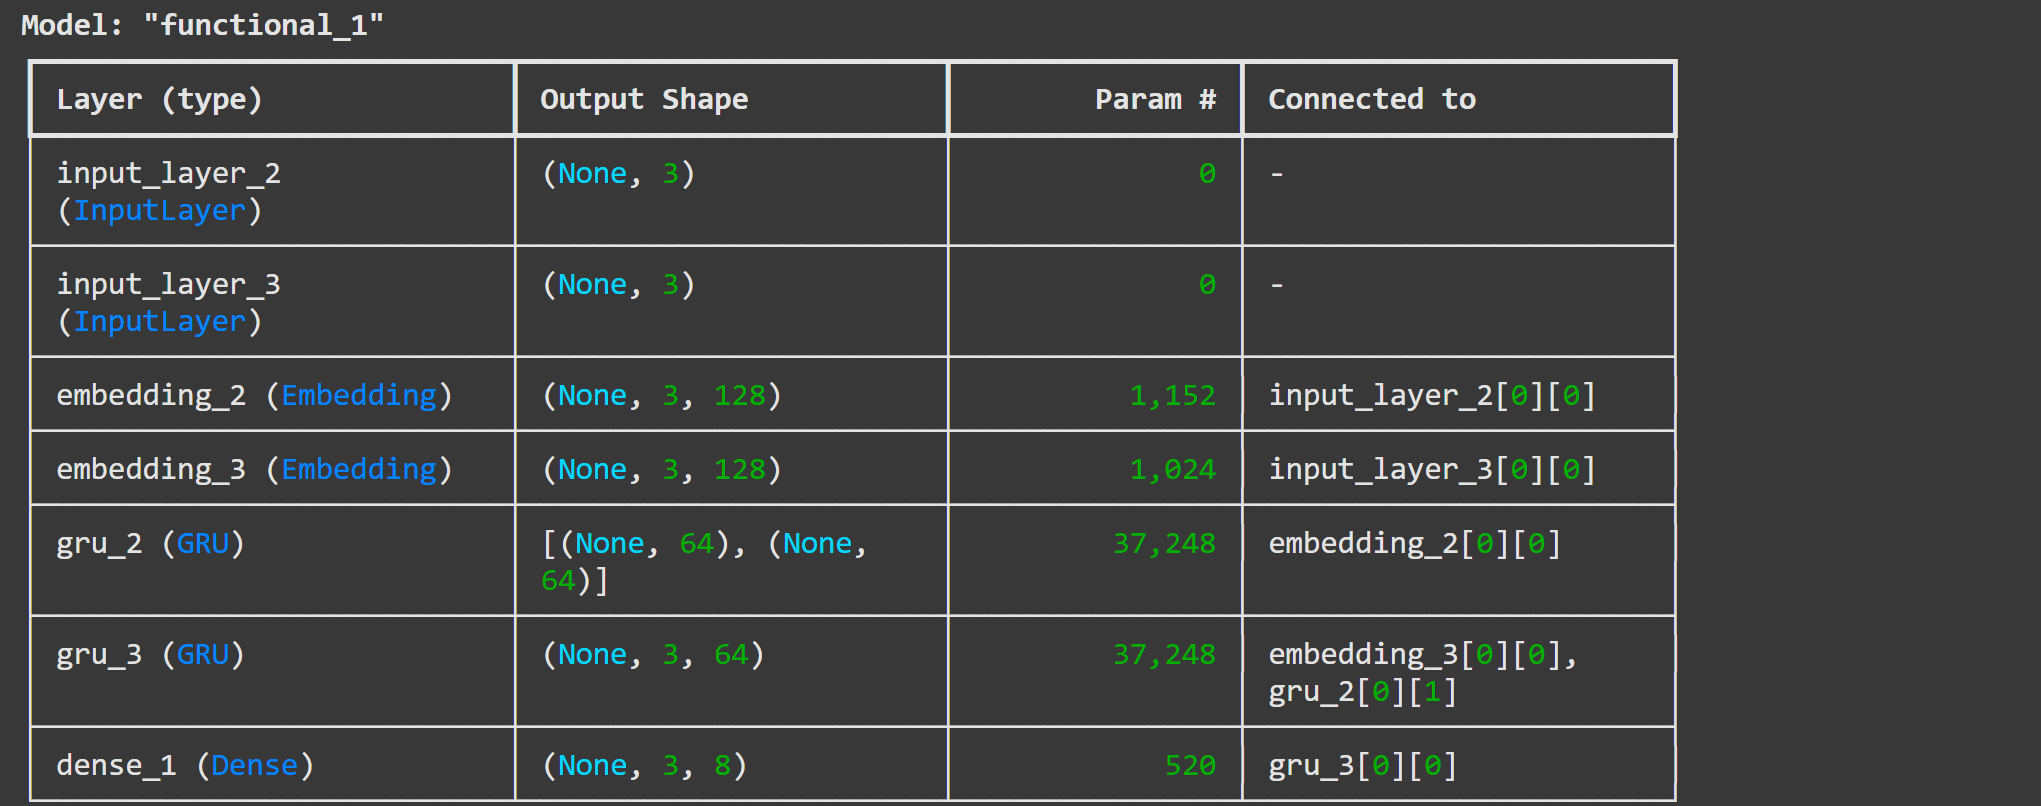 Model: "functional_1"
Layer (type) Output Shape Param # Connected to
input_layer_2 (None, 3) 0 -
(InputLayer)
input_layer_3 (None, 3) 0 -
(InputLayer)
embedding_2 (Embedding) (None, 3, 128) 1,152 input_layer_2[0][0]
embedding_3 (Embedding) (None, 3, 128) 1,024 input_layer_3[0][0]
gru_2 (GRU) [(None, 64), (None, 37,248 embedding_2[0][0]
64)]
gru_3 (GRU) (None, 3, 64) 37,248 embedding_3[0][0],
gru_2[0][1]
dense_1 (Dense) (None, 3, 8) 520 gru_3[0][0]